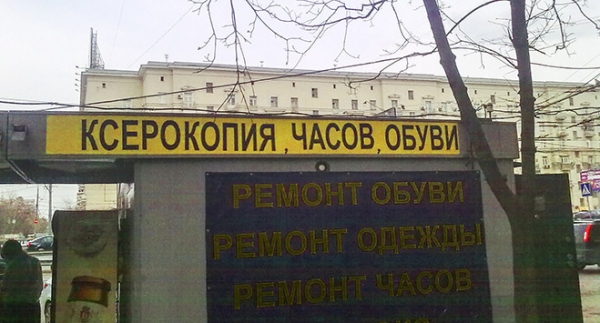 КСЕРОКОПИЯ, ЧАСОВ, ОБУВИ
РЕМОНТ ОБУВИ
РЕМОНТ ОДЕЖДЫ
РЕМОНТ ЧАСОВ